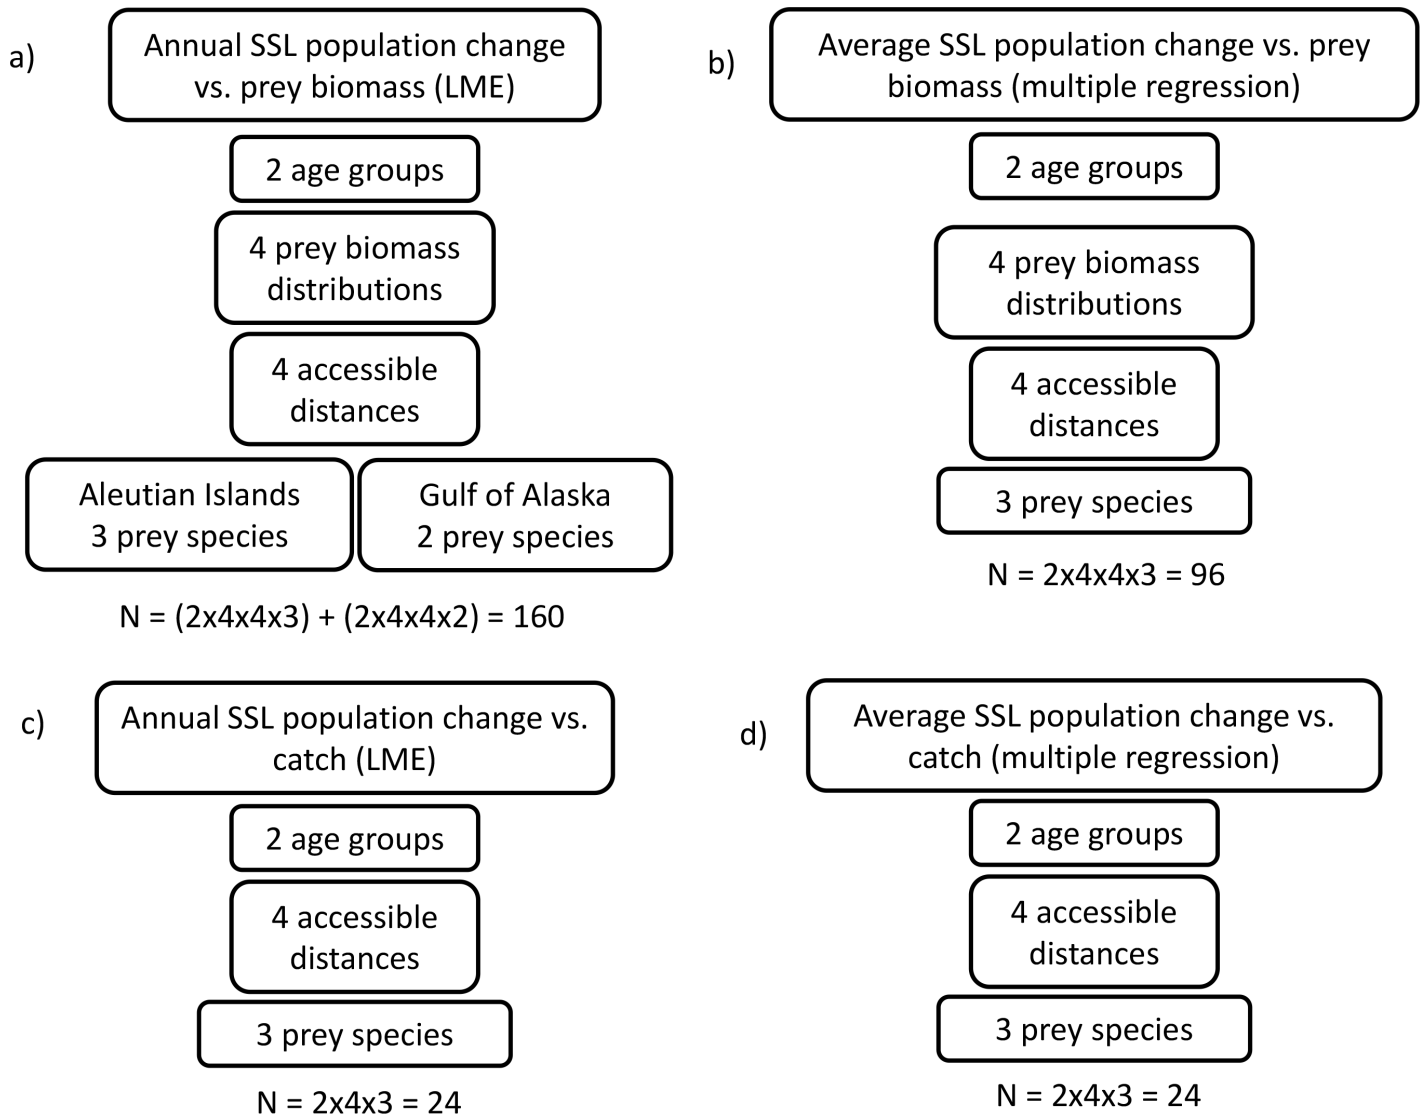 a)
Annual SSL population change
vs. prey biomass (LME)
2 age groups
4 prey biomass
distributions
4 accessible
distances
Aleutian Islands
3 prey species
Gulf of Alaska
2 prey species
N = (2x4x4x3) + (2x4x4x2) = 160
b)
Average SSL population change vs. prey
biomass (multiple regression)
2 age groups
4 prey biomass
distributions
4 accessible
distances
3 prey species
N = 2x4x4x3 = 96
c)
Annual SSL population change vs.
catch (LME)
2 age groups
4 accessible
distances
3 prey species
N = 2x4x3 = 24
d)
Average SSL population change vs.
catch (multiple regression)
2 age groups
4 accessible
distances
3 prey species
N = 2x4x3 = 24